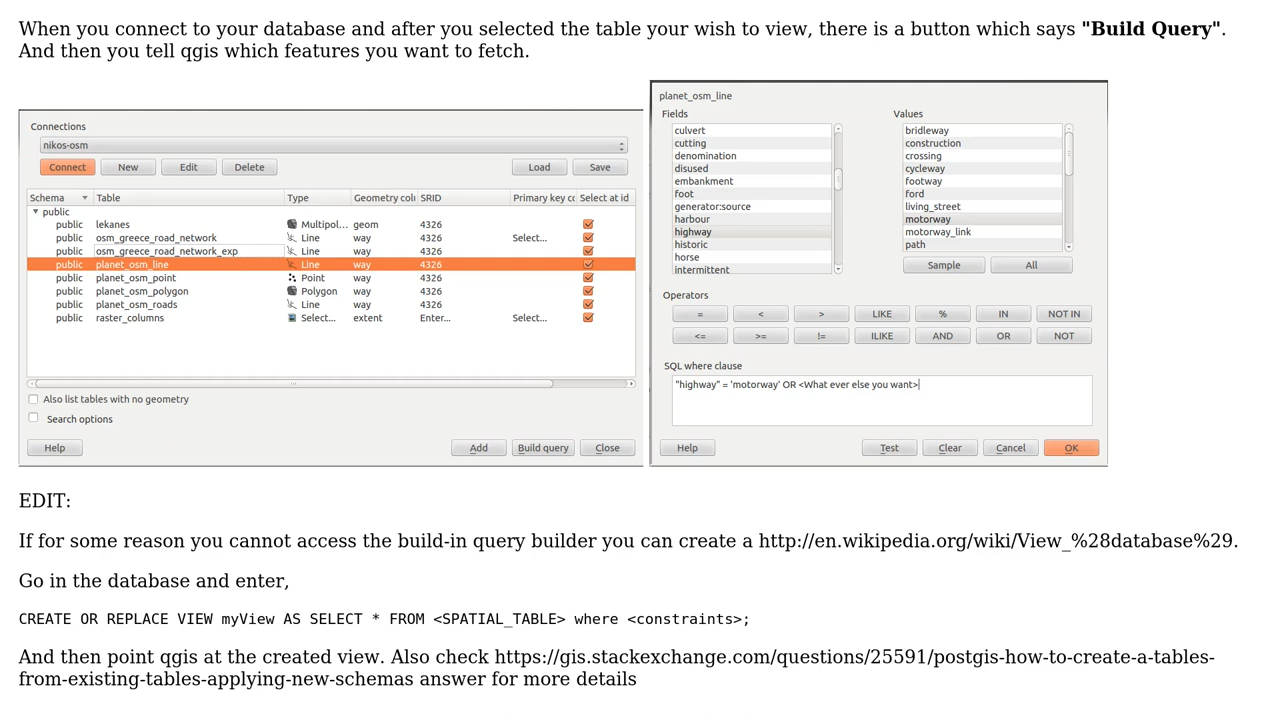 When you connect to your database and after you selected the table your wish to view, there is a button which says "Build Query".
And then you tell qgis which features you want to fetch.
Connections
nikos-osm
Connect New Edit Delete Load Save
Schema Table Type Geometry colu SRID Primary key co Select at id
public
public lekanes Multipol... geom 4326
public osm_greece_road_network Line way 4326 Select...
public osm_greece_road_network_exp Line way 4326
public planet_osm_line Line way 4326
public planet_osm_point Point way 4326
public planet_osm_polygon Polygon way 4326
public planet_osm_roads Line way 4326
public raster_columns Select... extent Enter... Select...
Also list tables with no geometry
Search options
Help Add Build query Close
planet_osm_line
Fields
culvert
cutting
denomination
disused
embankment
foot
generator:source
harbour
highway
historic
horse
intermittent
Values
bridleway
construction
crossing
cycleway
footway
ford
living_street
motorway
motorway_link
path
Sample All
Operators
= < > LIKE % IN NOT IN
<= >= != ILIKE AND OR NOT
SQL where clause
"highway" = 'motorway' OR <What ever else you want>
Help Test Clear Cancel OK
EDIT:
If for some reason you cannot access the build-in query builder you can create a http://en.wikipedia.org/wiki/View_%28database%29.
Go in the database and enter,
CREATE OR REPLACE VIEW myView AS SELECT * FROM <SPATIAL_TABLE> where <constraints>;
And then point qgis at the created view. Also check https://gis.stackexchange.com/questions/25591/postgis-how-to-create-a-tables-
from-existing-tables-applying-new-schemas answer for more details